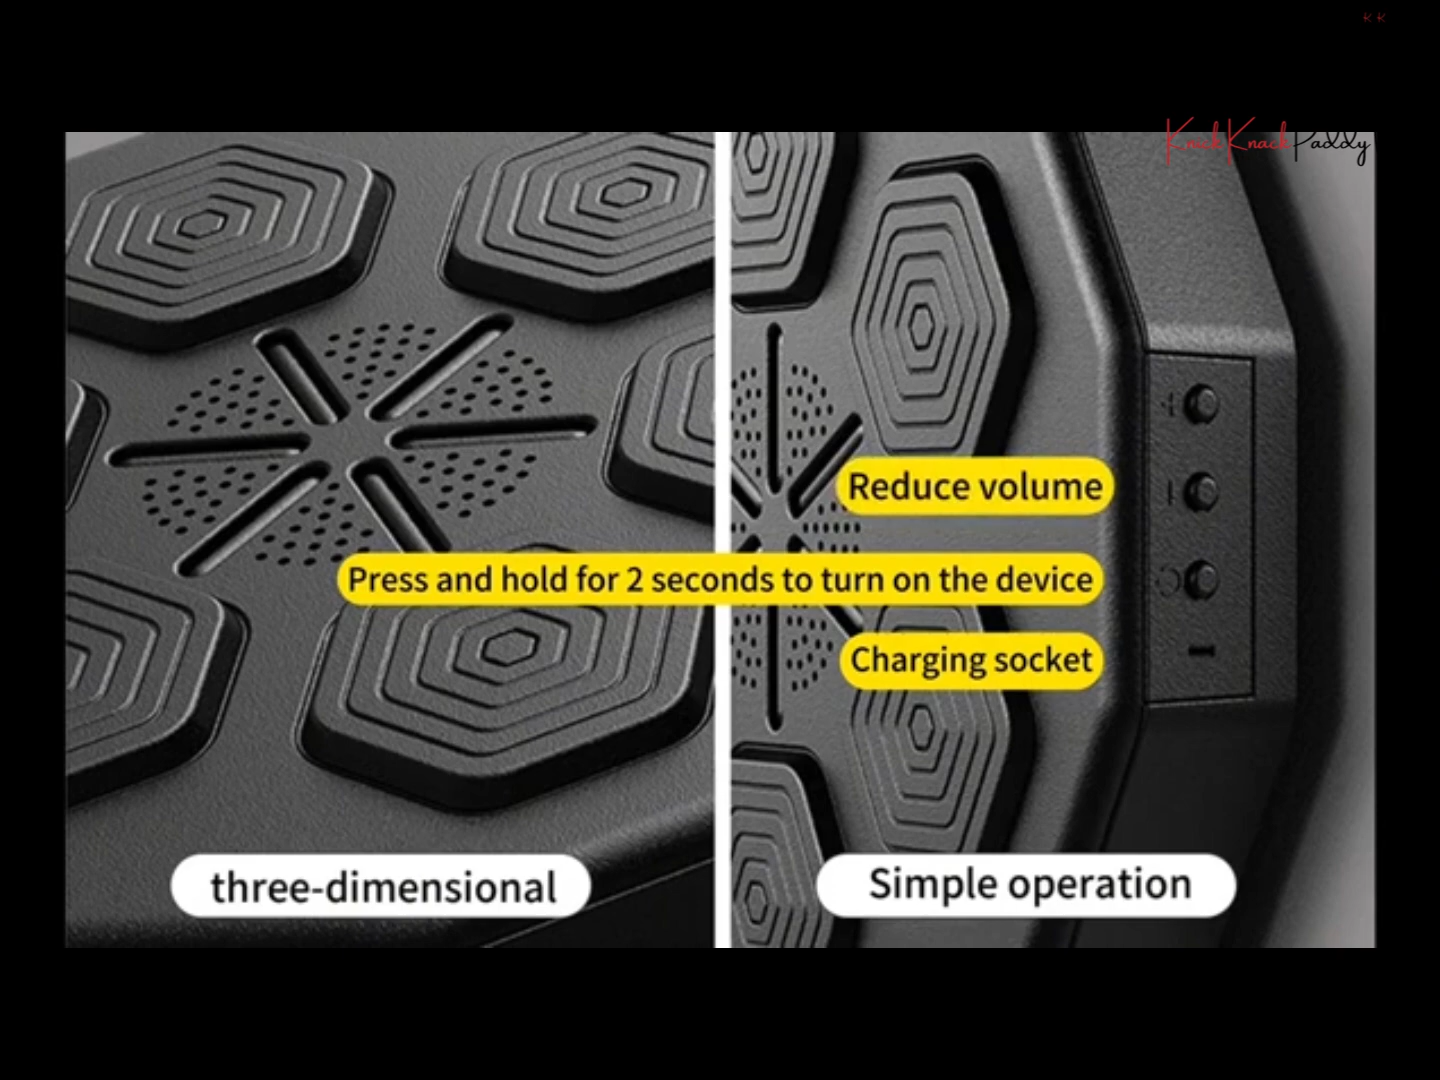 K K
KnickKnackPaddy
Reduce volume
Press and hold for 2 seconds to turn on the device
Charging socket
three-dimensional
Simple operation